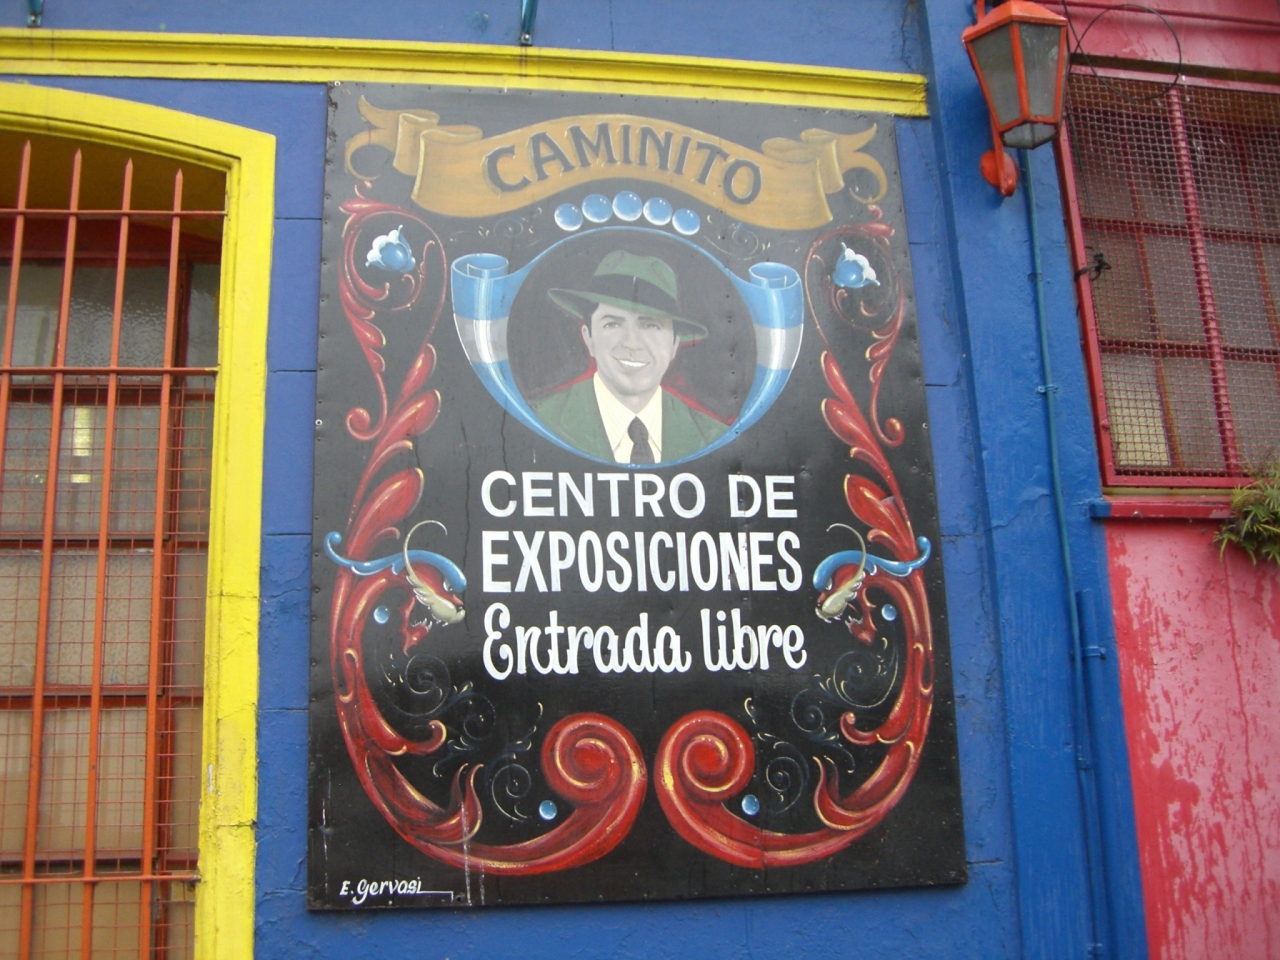 CAMINITO
CENTRO DE
EXPOSICIONES
Entrada libre
E. Gervasi